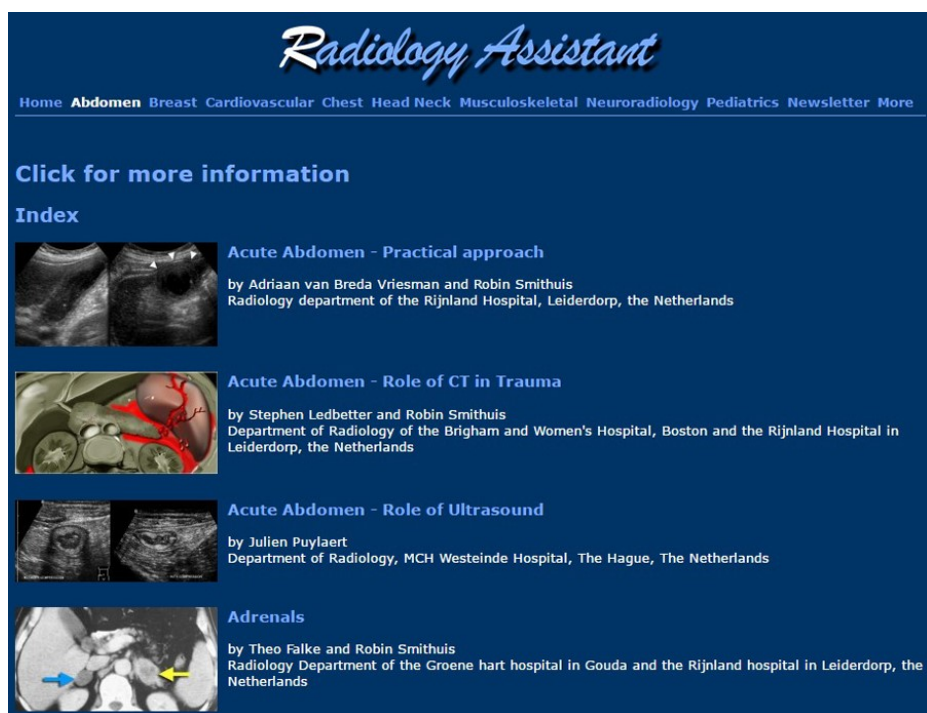 Radiology Assistant
Home Abdomen Breast Cardiovascular Chest Head Neck Musculoskeletal Neuroradiology Pediatrics Newsletter More
Click for more information
Index
Acute Abdomen - Practical approach
by Adriaan van Breda Vriesman and Robin Smithuis
Radiology department of the Rijnland Hospital, Leiderdorp, the Netherlands
Acute Abdomen - Role of CT in Trauma
by Stephen Ledbetter and Robin Smithuis
Department of Radiology of the Brigham and Women's Hospital, Boston and the Rijnland Hospital in
Leiderdorp, the Netherlands
Acute Abdomen - Role of Ultrasound
by Julien Puylaert
Department of Radiology, MCH Westeinde Hospital, The Hague, The Netherlands
Adrenals
by Theo Falke and Robin Smithuis
Radiology Department of the Groene hart hospital in Gouda and the Rijnland hospital in Leiderdorp, the
Netherlands